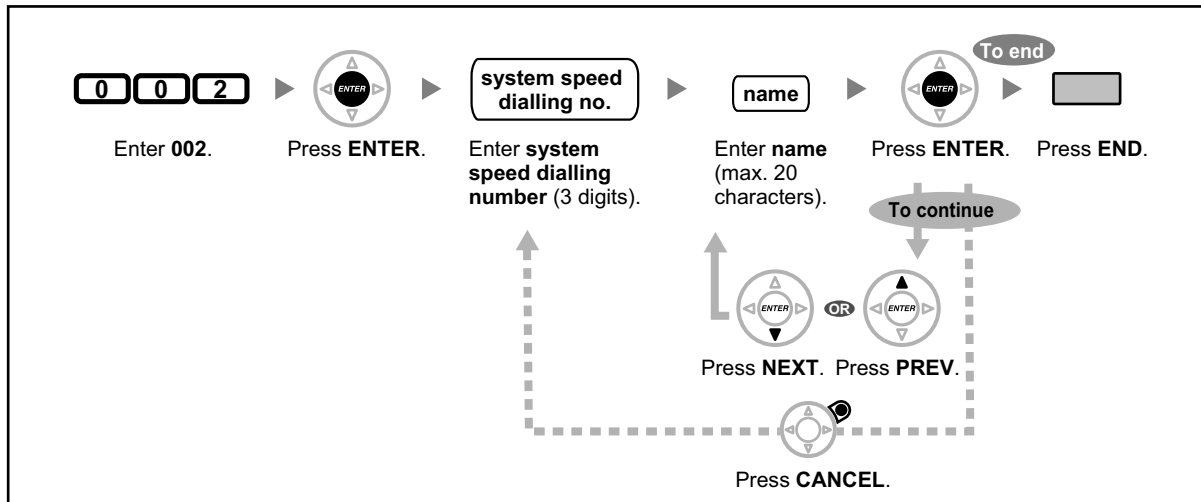 To end
0 0 2
ENTER
system speed
dialling no.
name
ENTER
Enter 002.
Press ENTER.
Enter system
speed dialling
number (3 digits).
Enter name
(max. 20
characters).
Press ENTER.
Press END.
To continue
ENTER
OR
ENTER
Press NEXT.
Press PREV.
Press CANCEL.